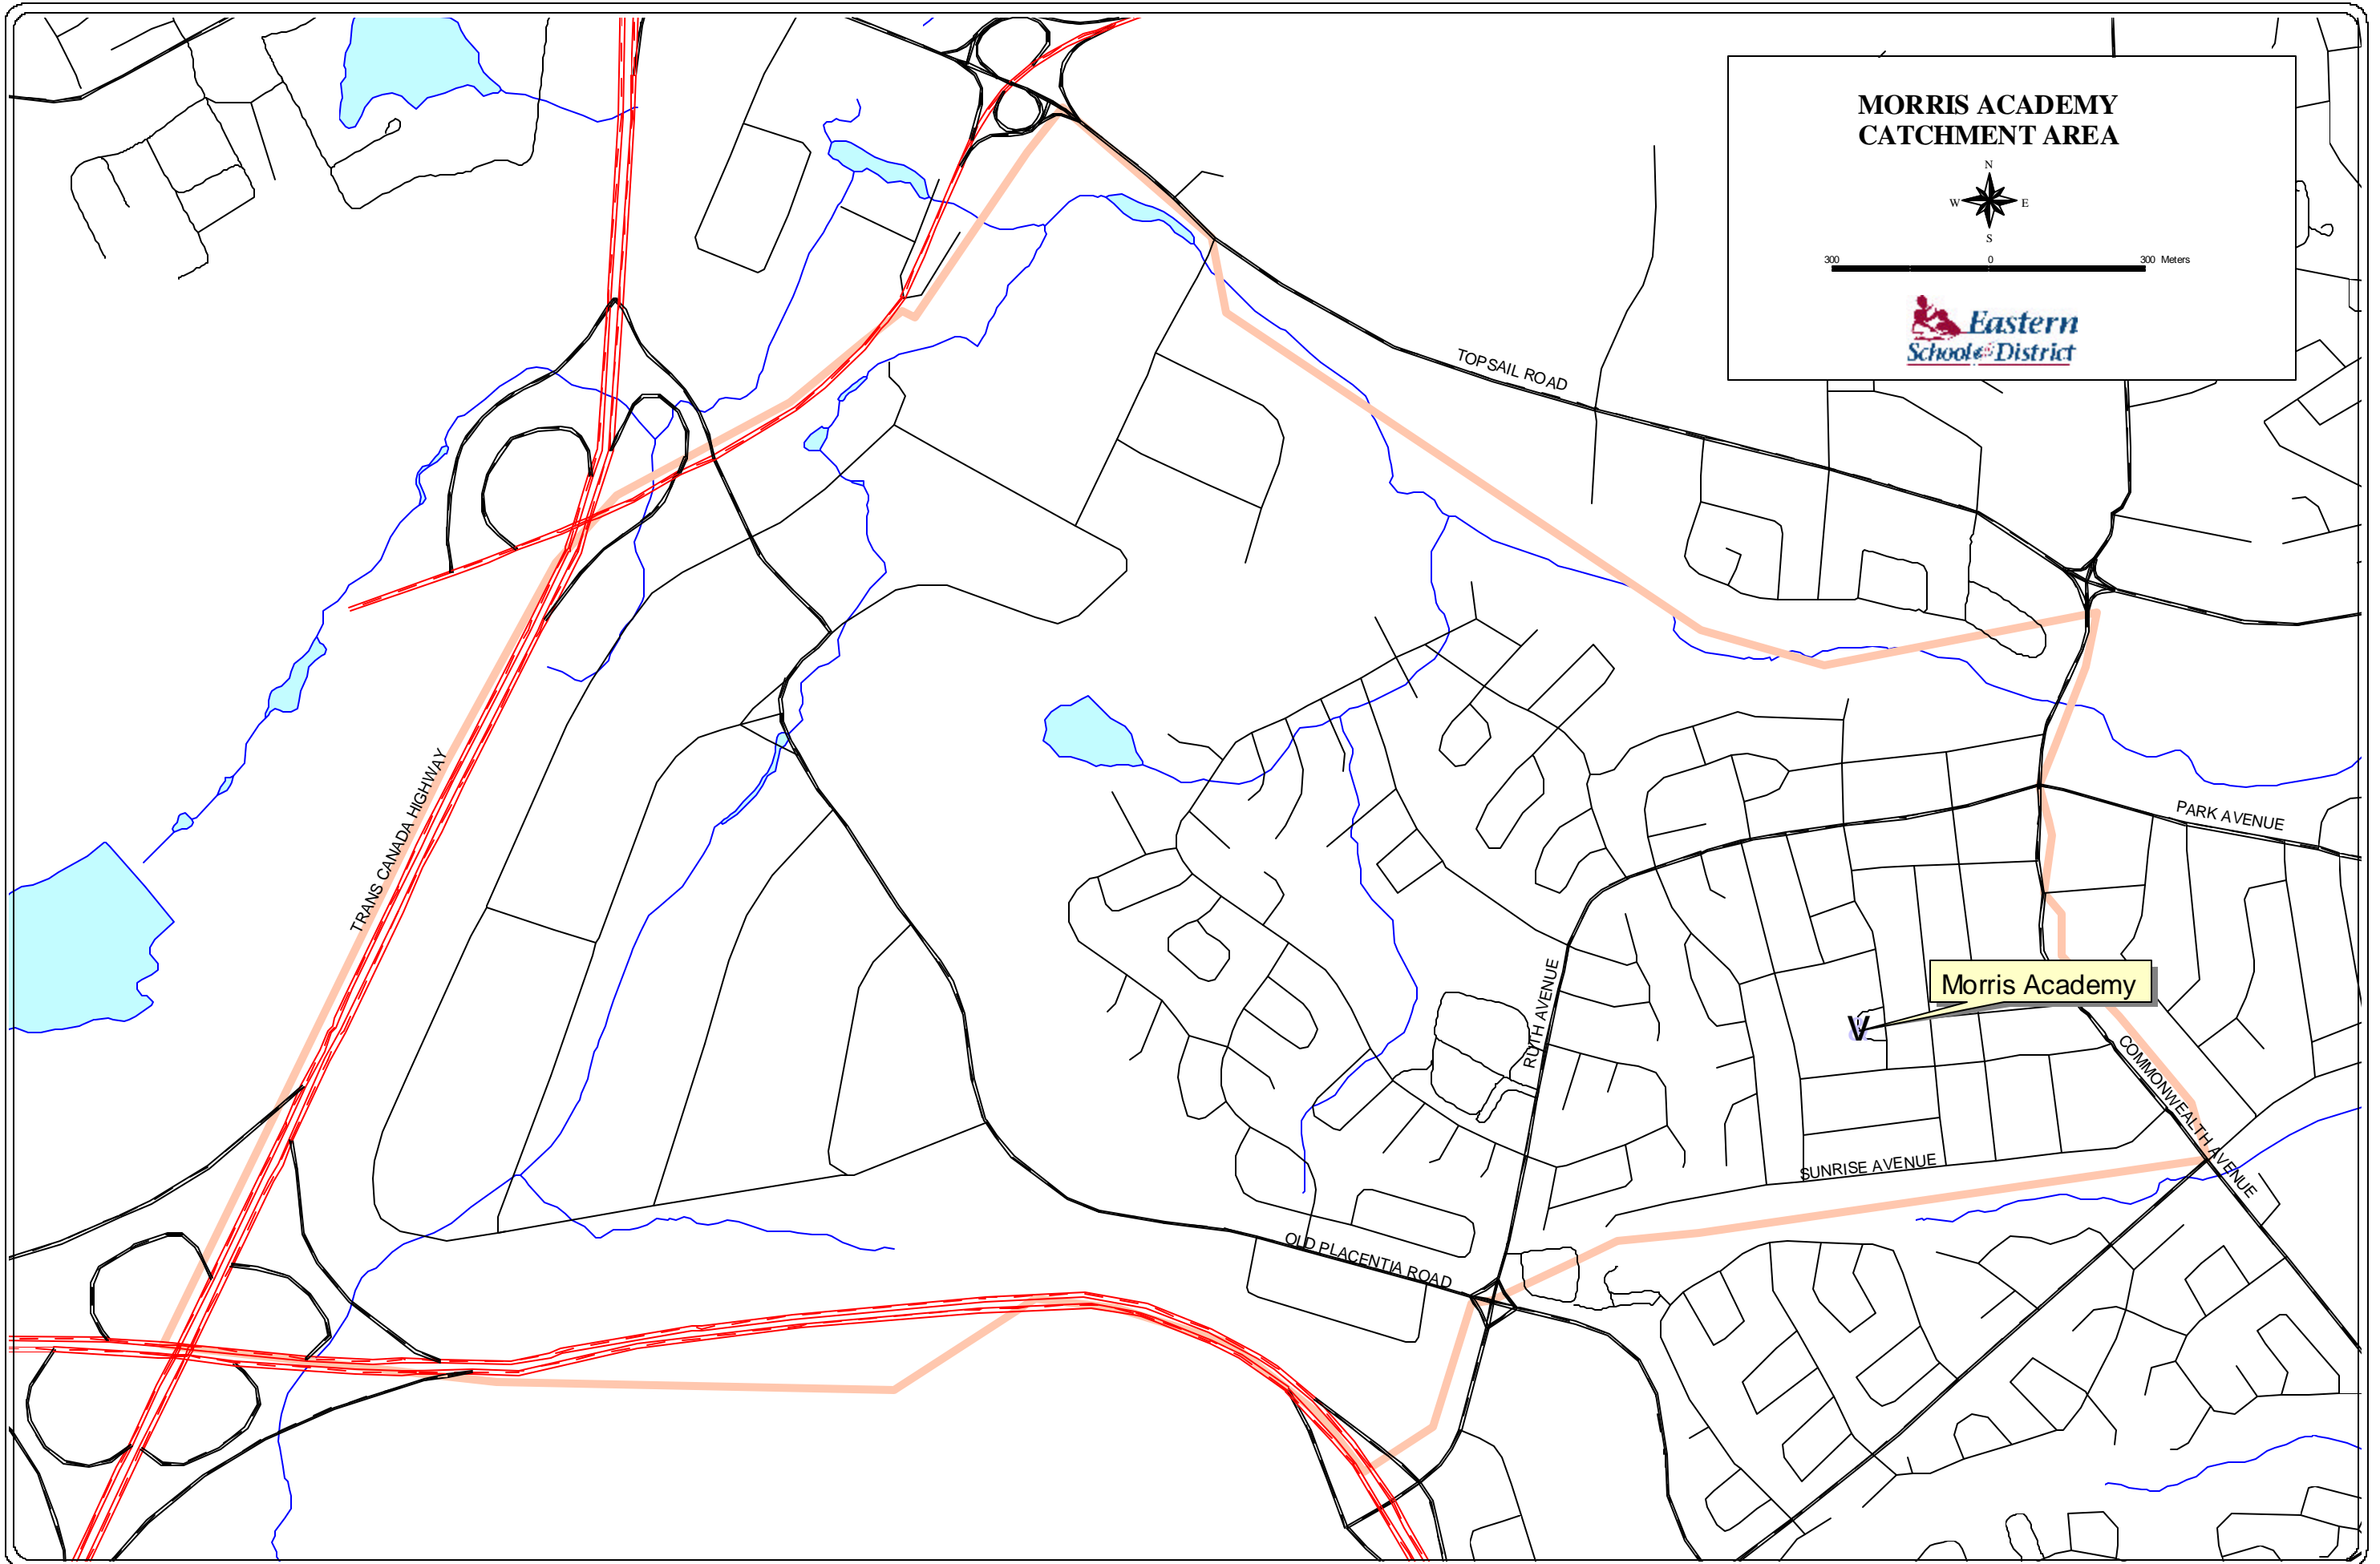 MORRIS ACADEMY
CATCHMENT AREA
N
W E
S
300 0 300 Meters
Eastern
School District
TOPSAIL ROAD
TRANS CANADA HIGHWAY
PARK AVENUE
RUTH AVENUE
Morris Academy
V
COMMONWEALTH AVENUE
SUNRISE AVENUE
OLD PLACENTIA ROAD